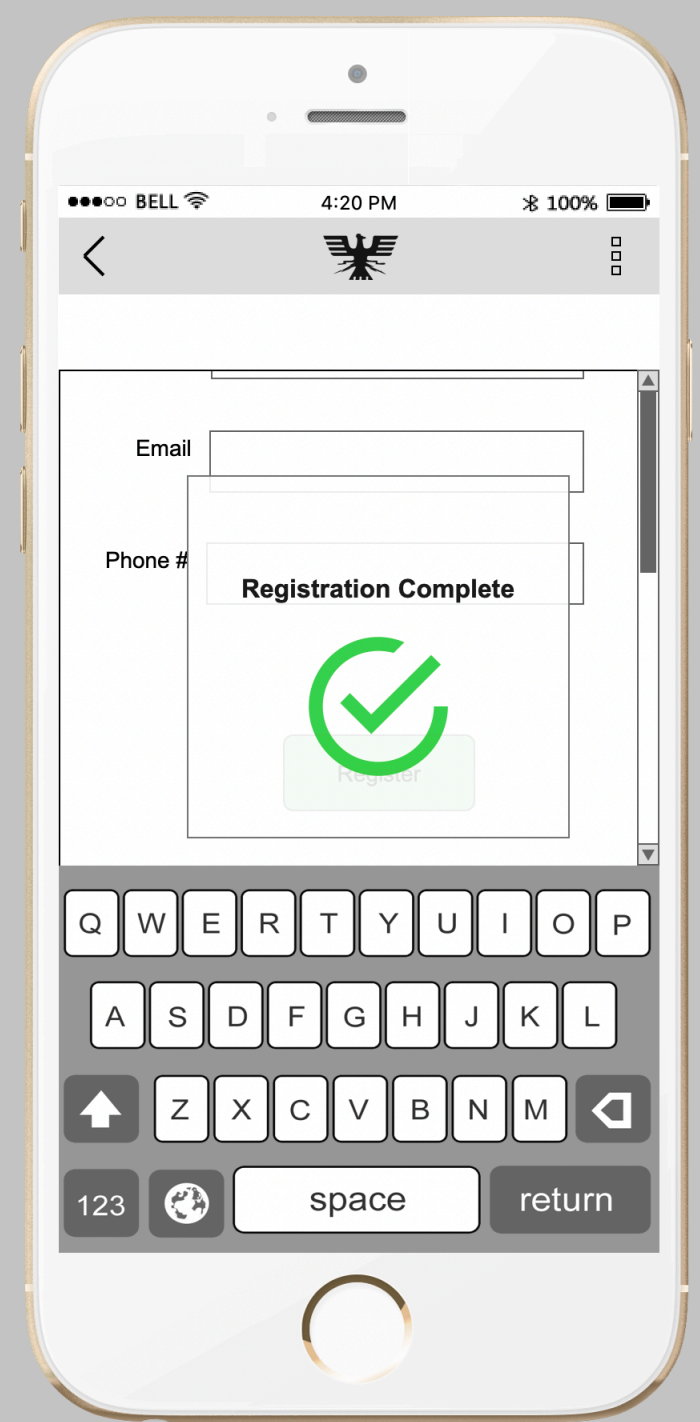 BELL 4:20 PM 100%
Email
Phone #
Registration Complete
Register
Q W E R T Y U I O P
A S D F G H J K L
Z X C V B N M
123 space return